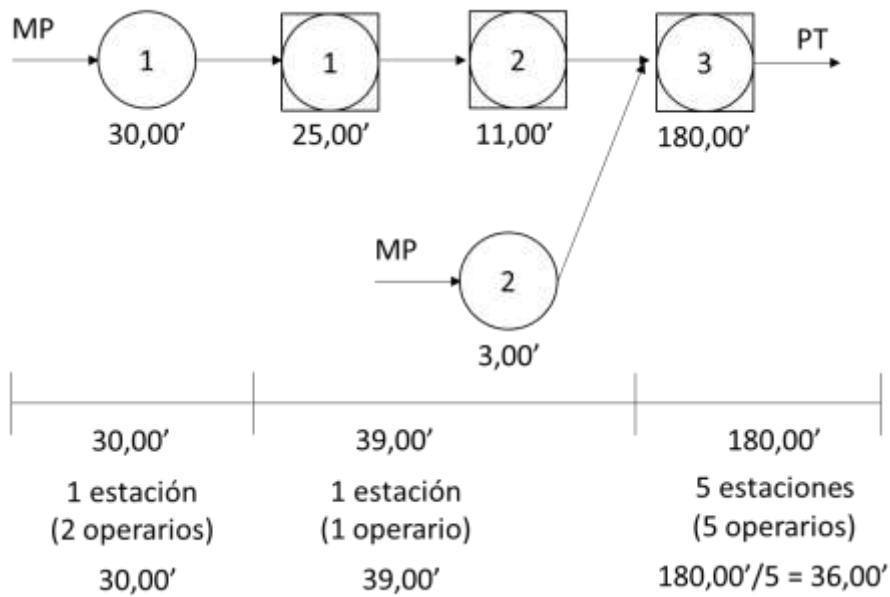 MP
1
1
2
3
PT
30,00’
25,00’
11,00’
180,00’
MP
2
3,00’
30,00’
39,00’
180,00’
1 estación
(2 operarios)
1 estación
(1 operario)
5 estaciones
(5 operarios)
30,00’
39,00’
180,00’/5 = 36,00’